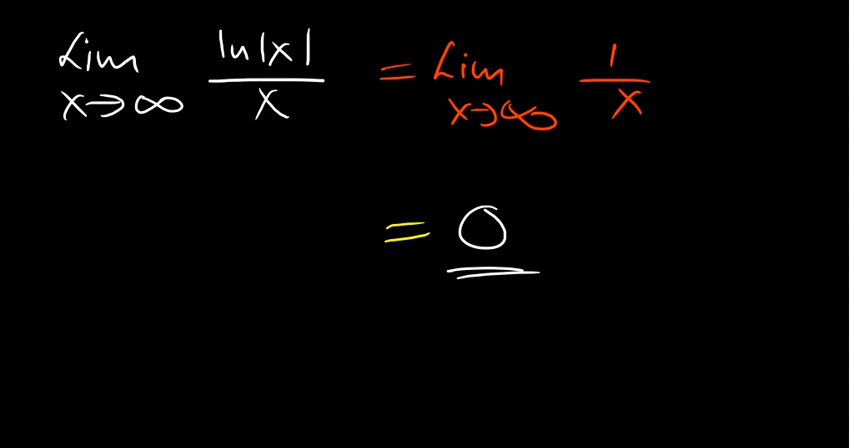 Lim x→∞ ln|x| / x = Lim x→∞ 1 / x
= 0